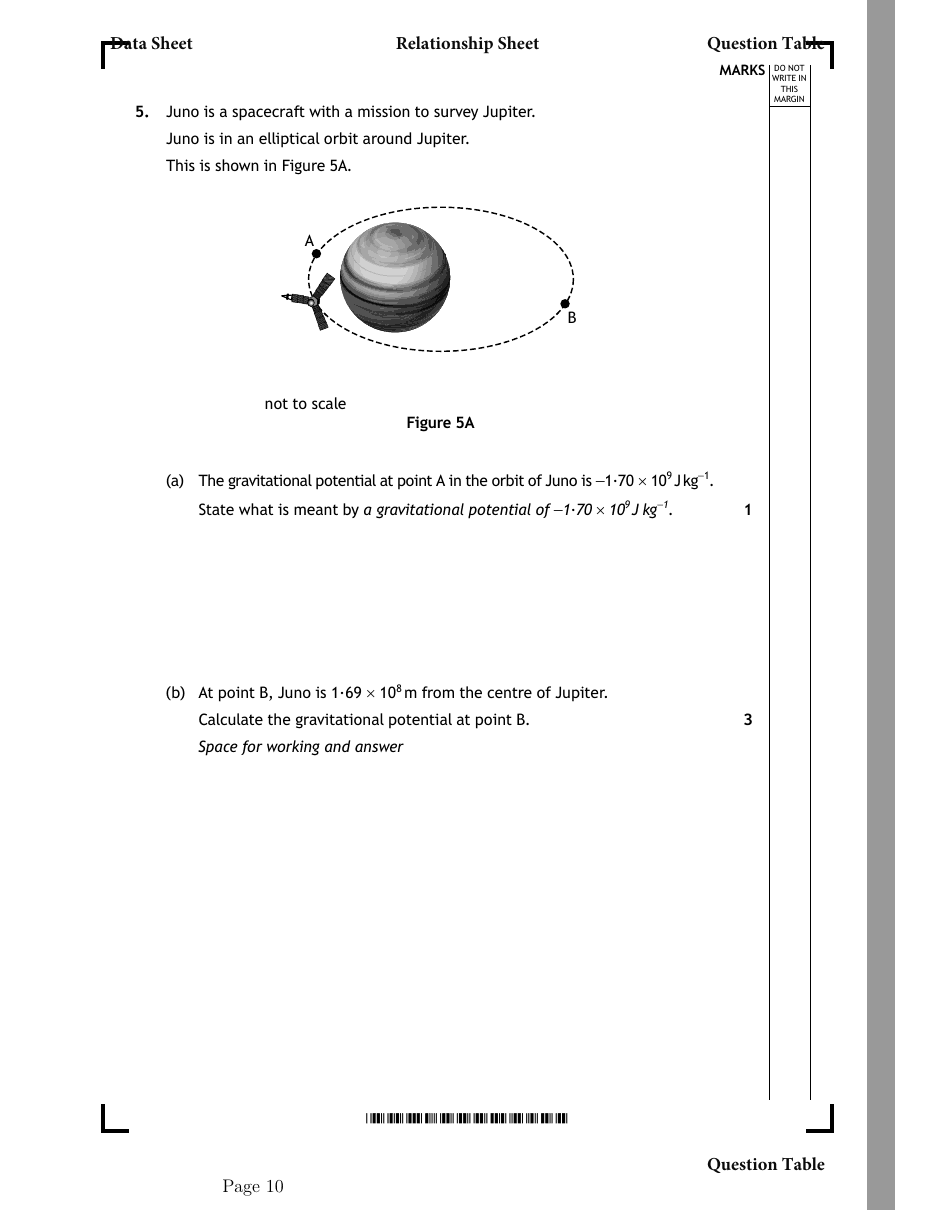 Data Sheet Relationship Sheet Question Table
MARKS
DO NOT
WRITE IN
THIS
MARGIN
5. Juno is a spacecraft with a mission to survey Jupiter.
Juno is in an elliptical orbit around Jupiter.
This is shown in Figure 5A.
A
B
not to scale
Figure 5A
(a) The gravitational potential at point A in the orbit of Juno is −1·70 × 10⁹ J kg⁻¹.
State what is meant by a gravitational potential of −1·70 × 10⁹ J kg⁻¹. 1
(b) At point B, Juno is 1·69 × 10⁸ m from the centre of Jupiter.
Calculate the gravitational potential at point B. 3
Space for working and answer
Question Table
Page 10